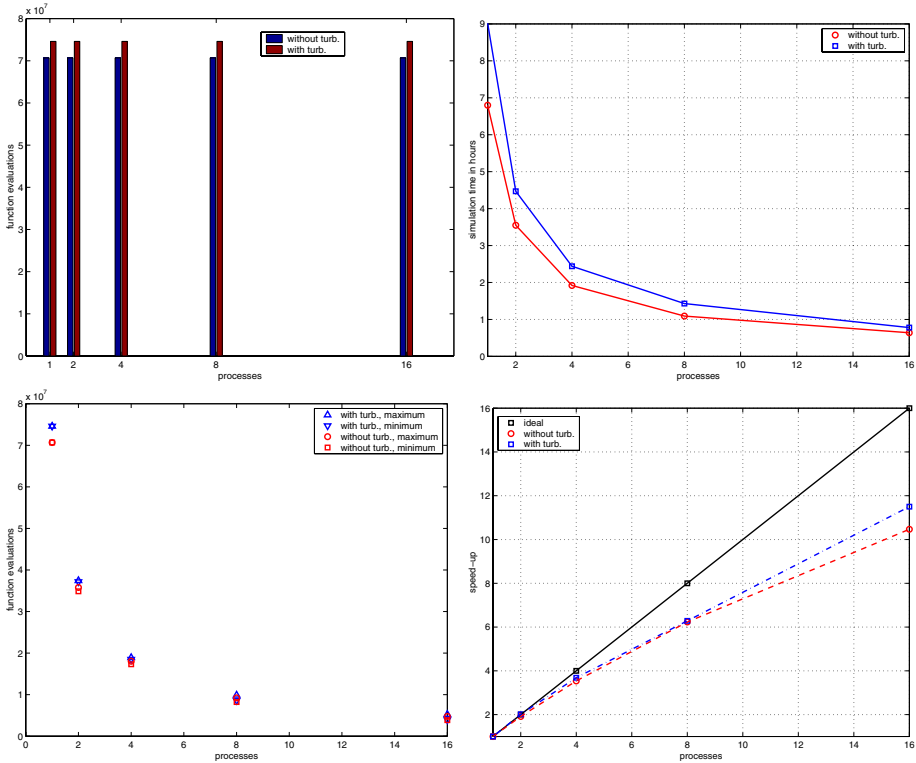 x 10^7
8
7
6
5
4
3
2
1
0
function evaluations
without turb.
with turb.
1 2 4 8 16
processes
9
8
7
6
5
4
3
2
1
0
simulation time in hours
without turb.
with turb.
2 4 6 8 10 12 14 16
processes
x 10^7
8
7
6
5
4
3
2
1
0
function evaluations
with turb., maximum
with turb., minimum
without turb., maximum
without turb., minimum
0 2 4 6 8 10 12 14 16
processes
16
14
12
10
8
6
4
2
speed-up
ideal
without turb.
with turb.
2 4 6 8 10 12 14 16
processes